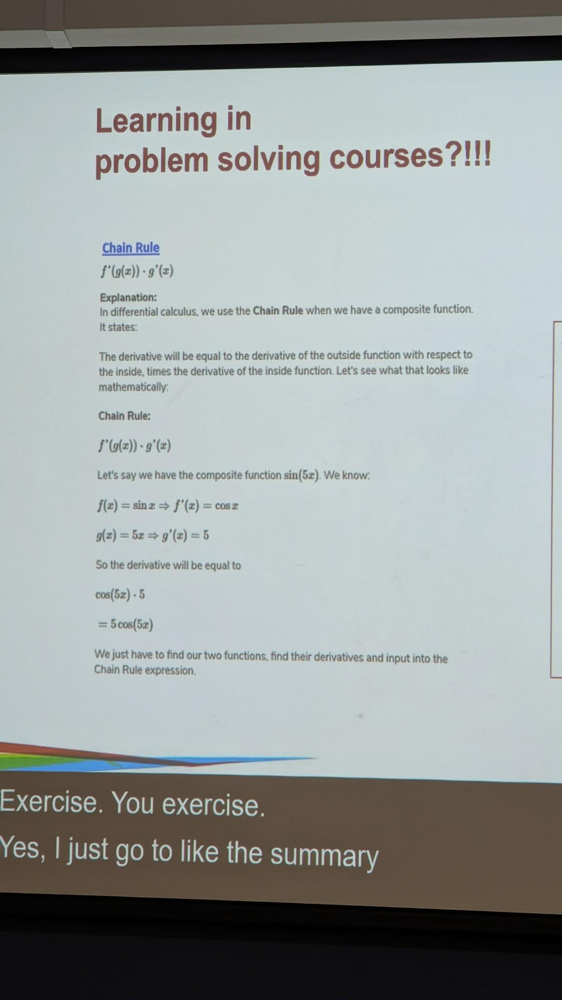 Learning in
problem solving courses?!!!
Chain Rule
f'(g(x)) · g'(x)
Explanation:
In differential calculus, we use the Chain Rule when we have a composite function.
It states:
The derivative will be equal to the derivative of the outside function with respect to
the inside, times the derivative of the inside function. Let's see what that looks like
mathematically:
Chain Rule:
f'(g(x)) · g'(x)
Let's say we have the composite function sin(5x). We know:
f(x) = sin x ⇒ f'(x) = cos x
g(x) = 5x ⇒ g'(x) = 5
So the derivative will be equal to
cos(5x) · 5
= 5 cos(5x)
We just have to find our two functions, find their derivatives and input into the
Chain Rule expression.
Exercise. You exercise.
Yes, I just go to like the summary